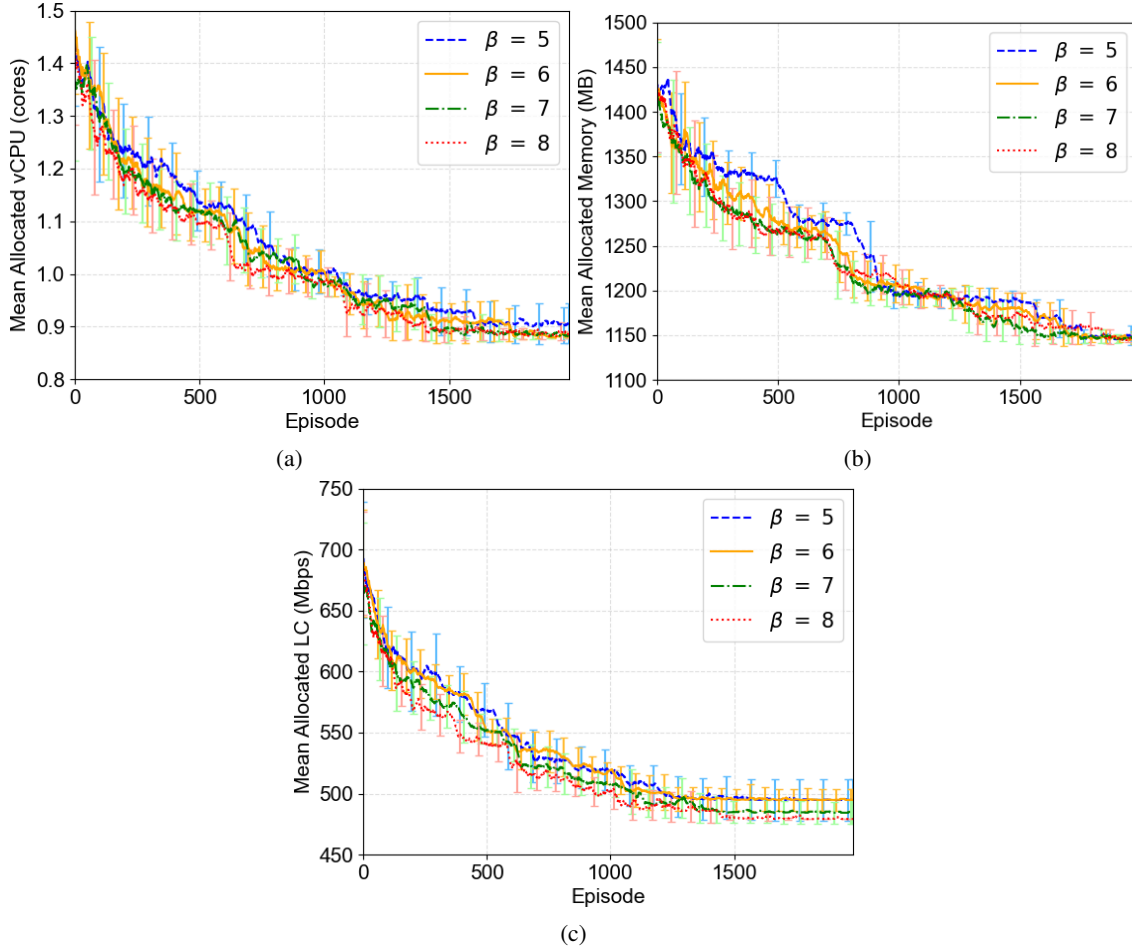 1.5
1.4
1.3
1.2
1.1
1.0
0.9
0.8
Mean Allocated vCPU (cores)
β = 5
β = 6
β = 7
β = 8
0 500 1000 1500
Episode
(a)
1500
1450
1400
1350
1300
1250
1200
1150
1100
Mean Allocated Memory (MB)
β = 5
β = 6
β = 7
β = 8
0 500 1000 1500
Episode
(b)
750
700
650
600
550
500
450
Mean Allocated LC (Mbps)
β = 5
β = 6
β = 7
β = 8
0 500 1000 1500
Episode
(c)